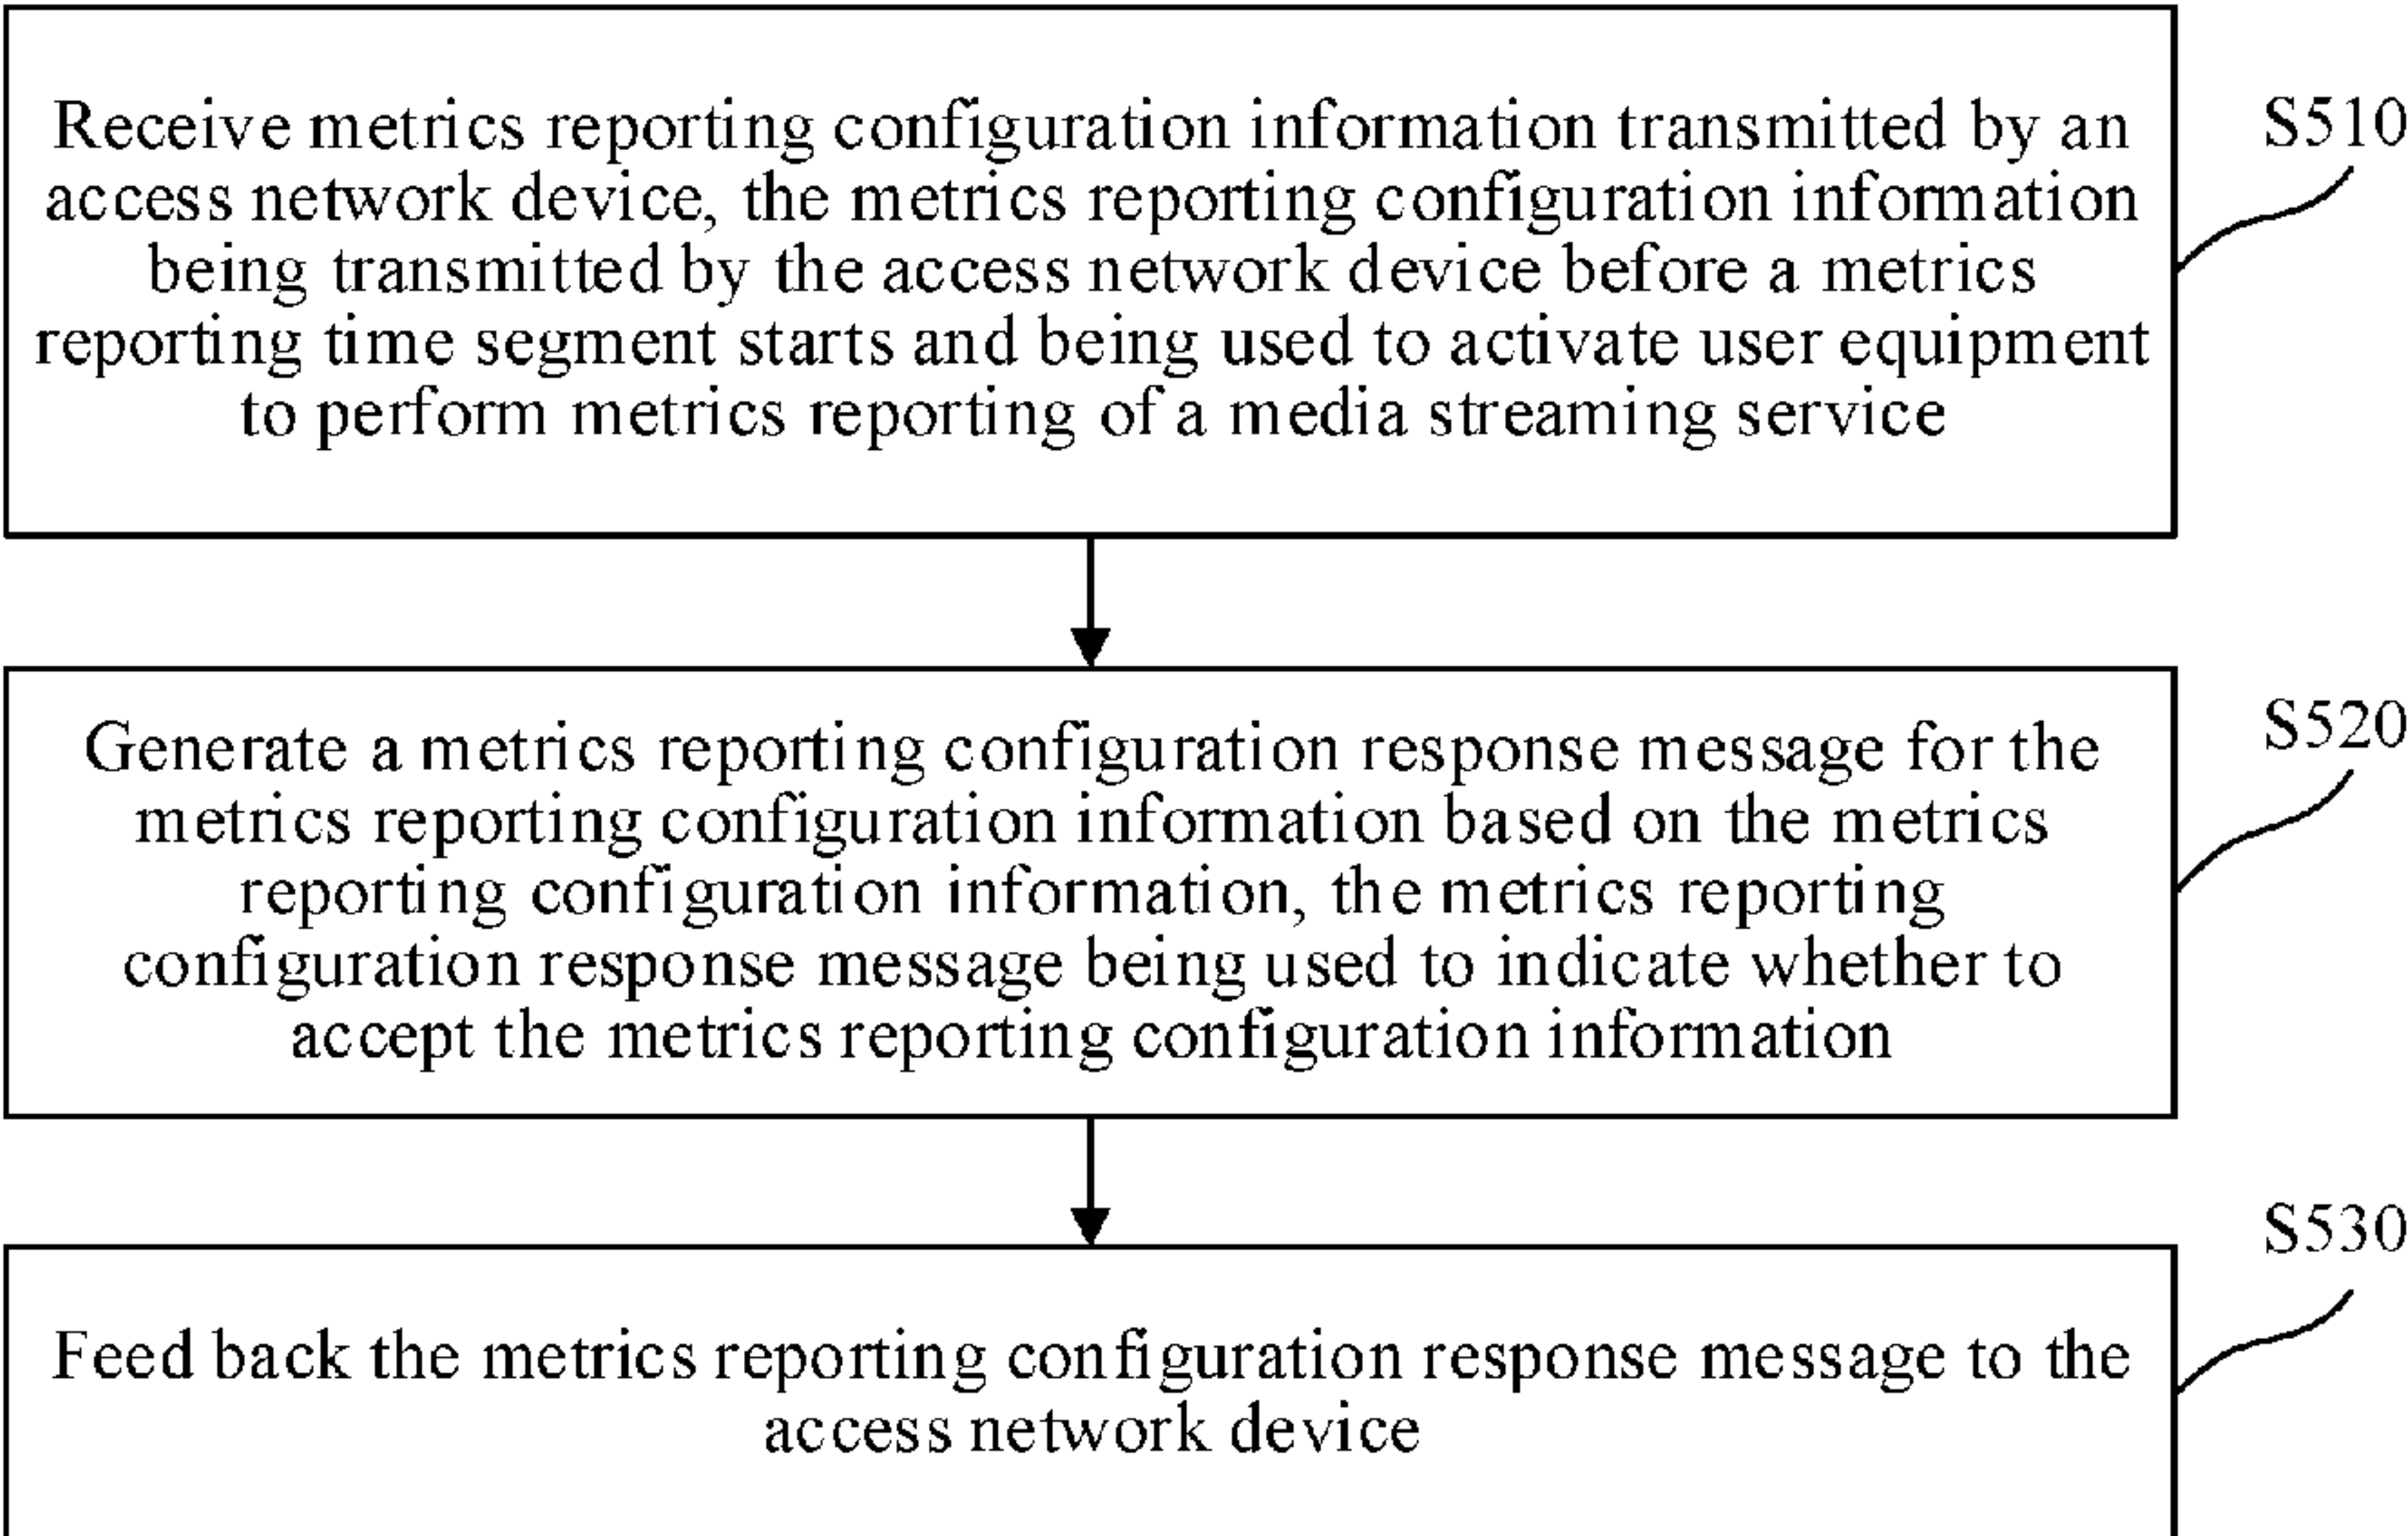 Receive metrics reporting configuration information transmitted by an
access network device, the metrics reporting configuration information
being transmitted by the access network device before a metrics
reporting time segment starts and being used to activate user equipment
to perform metrics reporting of a media streaming service
S510
Generate a metrics reporting configuration response message for the
metrics reporting configuration information based on the metrics
reporting configuration information, the metrics reporting
configuration response message being used to indicate whether to
accept the metrics reporting configuration information
S520
Feed back the metrics reporting configuration response message to the
access network device
S530